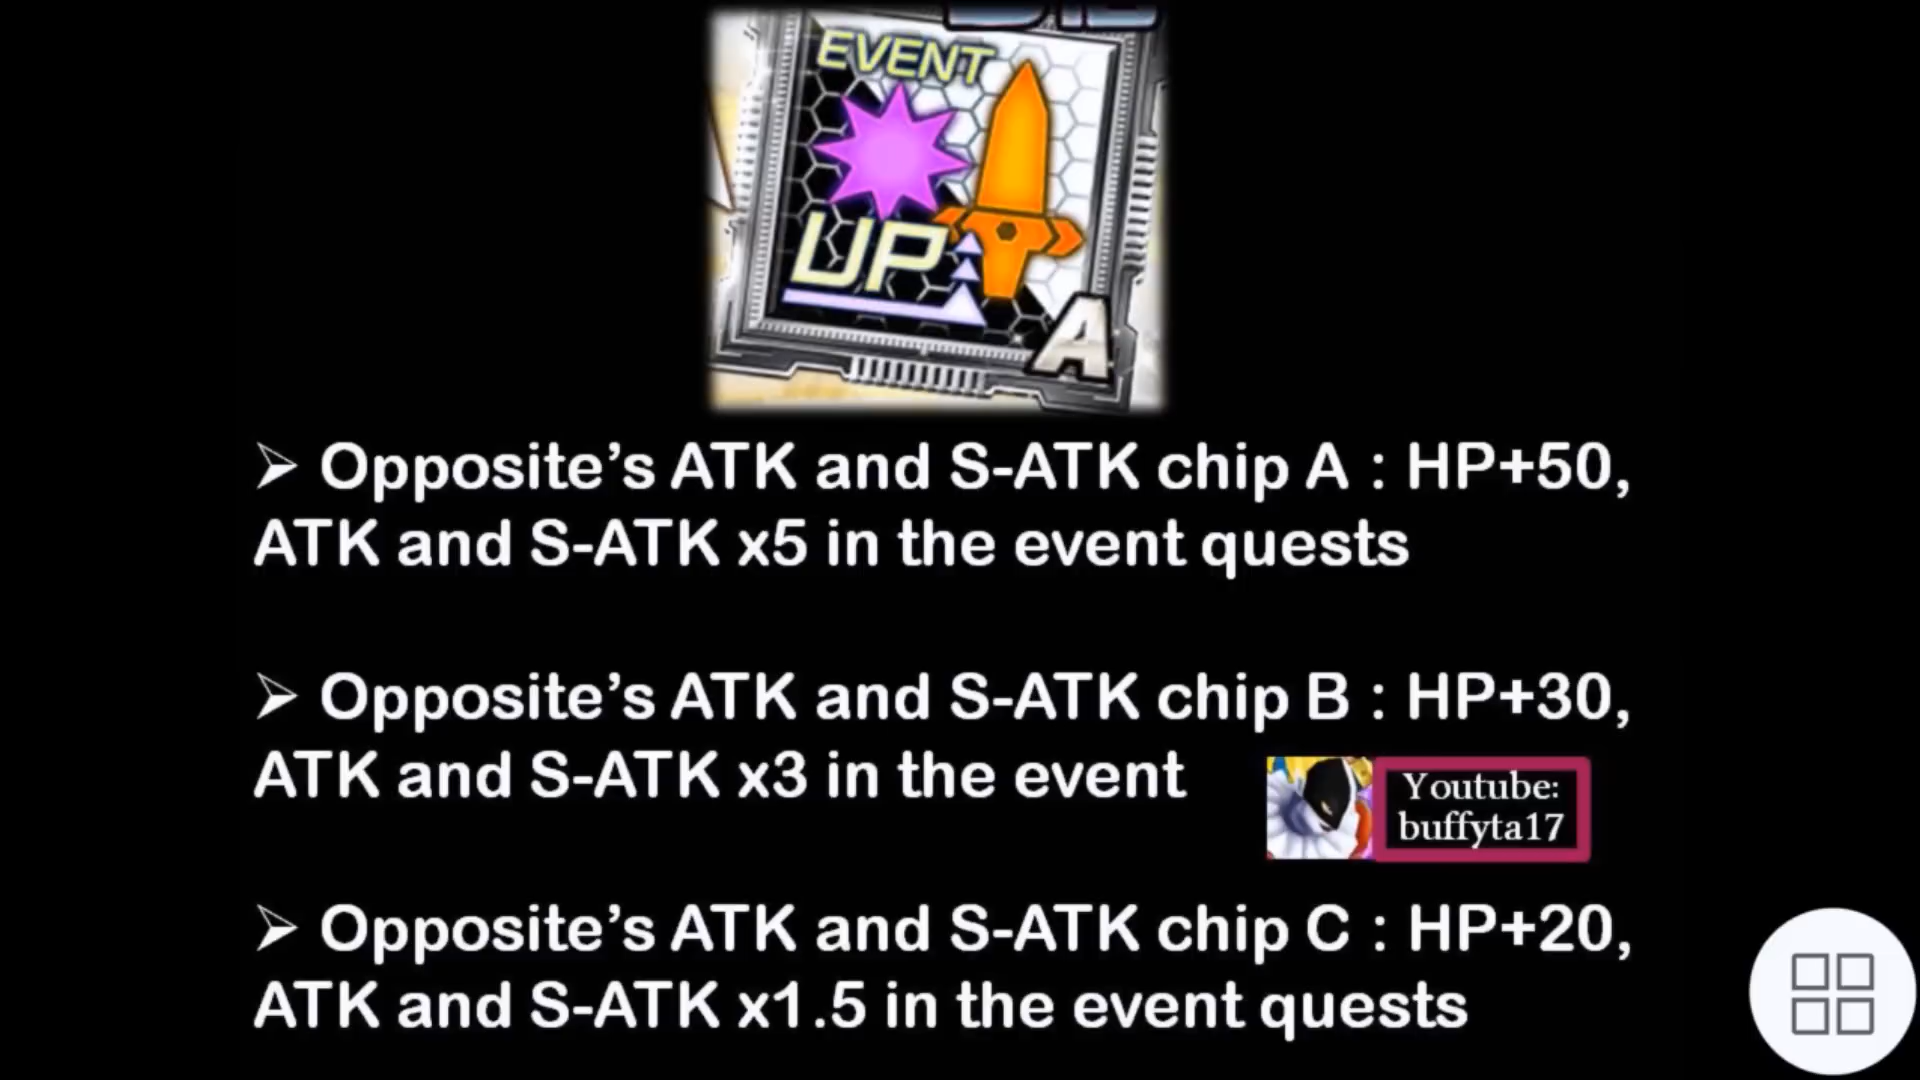 EVENT
UP
A
➢ Opposite’s ATK and S-ATK chip A : HP+50,
ATK and S-ATK x5 in the event quests
➢ Opposite’s ATK and S-ATK chip B : HP+30,
ATK and S-ATK x3 in the event
Youtube:
buffyta17
➢ Opposite’s ATK and S-ATK chip C : HP+20,
ATK and S-ATK x1.5 in the event quests